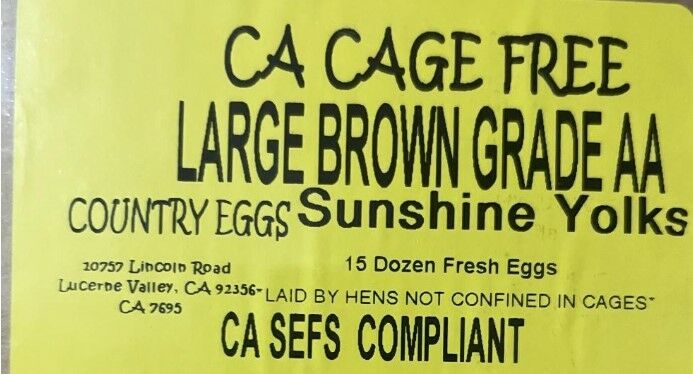 CA CAGE FREE
LARGE BROWN GRADE AA
COUNTRY EGGS Sunshine Yolks
10757 Lincoln Road
15 Dozen Fresh Eggs
Lucerne Valley, CA 92356-
"LAID BY HENS NOT CONFINED IN CAGES"
CA 7695
CA SEFS COMPLIANT